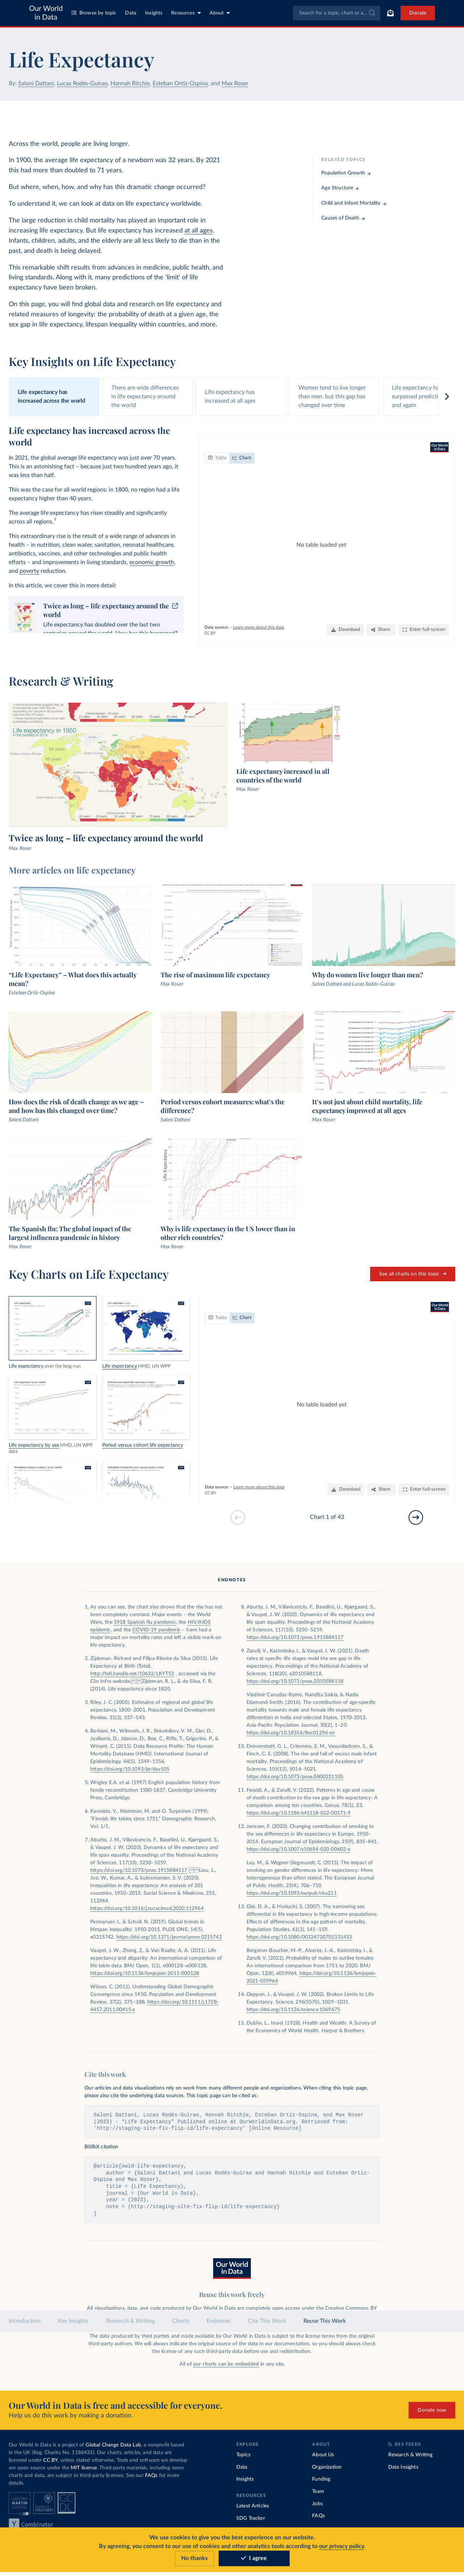 Our World
in Data
Browse by topic
Data
Insights
Resources
About
Search for a topic, chart or a...
Donate
Life Expectancy
By: Saloni Dattani, Lucas Rodés-Guirao, Hannah Ritchie, Esteban Ortiz-Ospina, and Max Roser
Across the world, people are living longer.
In 1900, the average life expectancy of a newborn was 32 years. By 2021
this had more than doubled to 71 years.
But where, when, how, and why has this dramatic change occurred?
To understand it, we can look at data on life expectancy worldwide.
The large reduction in child mortality has played an important role in
increasing life expectancy. But life expectancy has increased at all ages.
Infants, children, adults, and the elderly are all less likely to die than in the
past, and death is being delayed.
This remarkable shift results from advances in medicine, public health, and
living standards. Along with it, many predictions of the ‘limit’ of life
expectancy have been broken.
On this page, you will find global data and research on life expectancy and
related measures of longevity: the probability of death at a given age, the
sex gap in life expectancy, lifespan inequality within countries, and more.
RELATED TOPICS
Population Growth →
Age Structure →
Child and Infant Mortality →
Causes of Death →
Key Insights on Life Expectancy
Life expectancy has
increased across the world
There are wide differences
in life expectancy around
the world
Life expectancy has
increased at all ages
Women tend to live longer
than men, but this gap has
changed over time
Life expectancy ha
surpassed predicti
and again
Life expectancy has increased across the
world
In 2021, the global average life expectancy was just over 70 years.
This is an astonishing fact – because just two hundred years ago, it
was less than half.
This was the case for all world regions: in 1800, no region had a life
expectancy higher than 40 years.
The average life expectancy has risen steadily and significantly
across all regions.1
This extraordinary rise is the result of a wide range of advances in
health – in nutrition, clean water, sanitation, neonatal healthcare,
antibiotics, vaccines, and other technologies and public health
efforts – and improvements in living standards, economic growth,
and poverty reduction.
In this article, we cover this in more detail:
Twice as long – life expectancy around the
world
Life expectancy has doubled over the last two
centuries around the world. How has this happened?
Table
Chart
Our World
in Data
No table loaded yet
Data source: – Learn more about this data
CC BY
Download
Share
Enter full-screen
Research & Writing
Life expectancy in 1950
Twice as long – life expectancy around the world
Max Roser
Life expectancy increased in all
countries of the world
Max Roser
More articles on life expectancy
“Life Expectancy” – What does this actually
mean?
Esteban Ortiz-Ospina
The rise of maximum life expectancy
Max Roser
Why do women live longer than men?
Saloni Dattani and Lucas Rodés-Guirao
How does the risk of death change as we age –
and how has this changed over time?
Saloni Dattani
Period versus cohort measures: what's the
difference?
Saloni Dattani
It's not just about child mortality, life
expectancy improved at all ages
Max Roser
Life Expectancy
The Spanish flu: The global impact of the
largest influenza pandemic in history
Max Roser
Why is life expectancy in the US lower than in
other rich countries?
Max Roser
Key Charts on Life Expectancy
See all charts on this topic →
Life expectancy over the long run
Life expectancy HMD, UN WPP
Life expectancy by sex HMD, UN WPP
data
Period versus cohort life expectancy
Table
Chart
Our World
in Data
No table loaded yet
Data source: – Learn more about this data
CC BY
Download
Share
Enter full-screen
Chart 1 of 43
ENDNOTES
1. As you can see, the chart also shows that the rise has not
been completely constant. Major events – the World
Wars, the 1918 Spanish flu pandemic, the HIV/AIDS
epidemic, and the COVID-19 pandemic – have had a
major impact on mortality rates and left a visible mark on
life expectancy.
2. Zijdeman, Richard and Filipa Ribeira da Silva (2015). Life
Expectancy at Birth (Total).
http://hdl.handle.net/10622/LKYT53 , accessed via the
Clio Infra website. Zijdeman, R. L., & de Silva, F. R.
(2014). Life expectancy since 1820.
3. Riley, J. C. (2005). Estimates of regional and global life
expectancy, 1800–2001. Population and Development
Review, 31(3), 537–543.
4. Barbieri, M., Wilmoth, J. R., Shkolnikov, V. M., Glei, D.,
Jasilionis, D., Jdanov, D., Boe, C., Riffe, T., Grigoriev, P., &
Winant, C. (2015). Data Resource Profile: The Human
Mortality Database (HMD). International Journal of
Epidemiology, 44(5), 1549–1556.
https://doi.org/10.1093/ije/dyv105
5. Wrigley E.A. et al (1997) English population history from
family reconstitution 1580-1837. Cambridge University
Press, Cambridge.
6. Kannisto, V., Nieminen, M. and O. Turpeinen (1999).
"Finnish life tables since 1751," Demographic Research,
Vol. 1/1.
7. Aburto, J. M., Villavicencio, F., Basellini, U., Kjærgaard, S.,
& Vaupel, J. W. (2020). Dynamics of life expectancy and
life span equality. Proceedings of the National Academy
of Sciences, 117(10), 5250–5259.
https://doi.org/10.1073/pnas.1915884117 Liou, L.,
Joe, W., Kumar, A., & Subramanian, S. V. (2020).
Inequalities in life expectancy: An analysis of 201
countries, 1950–2015. Social Science & Medicine, 253,
112964.
https://doi.org/10.1016/j.socscimed.2020.112964
Permanyer, I., & Scholl, N. (2019). Global trends in
lifespan inequality: 1950-2015. PLOS ONE, 14(5),
e0215742. https://doi.org/10.1371/journal.pone.0215742
Vaupel, J. W., Zhang, Z., & Van Raalte, A. A. (2011). Life
expectancy and disparity: An international comparison of
life table data. BMJ Open, 1(1), e000128–e000128.
https://doi.org/10.1136/bmjopen-2011-000128
Wilson, C. (2011). Understanding Global Demographic
Convergence since 1950. Population and Development
Review, 37(2), 375–388. https://doi.org/10.1111/j.1728-
4457.2011.00415.x
8. Aburto, J. M., Villavicencio, F., Basellini, U., Kjærgaard, S.,
& Vaupel, J. W. (2020). Dynamics of life expectancy and
life span equality. Proceedings of the National Academy
of Sciences, 117(10), 5250–5259.
https://doi.org/10.1073/pnas.1915884117
9. Zarulli, V., Kashnitsky, I., & Vaupel, J. W. (2021). Death
rates at specific life stages mold the sex gap in life
expectancy. Proceedings of the National Academy of
Sciences, 118(20), e2010588118.
https://doi.org/10.1073/pnas.2010588118
Vladimir Canudas-Romo, Nandita Saikia, & Nadia
Diamond-Smith. (2016). The contribution of age-specific
mortality towards male and female life expectancy
differences in India and selected States, 1970–2013.
Asia-Pacific Population Journal, 30(2), 1–20.
https://doi.org/10.18356/8ec0129d-en
10. Drevenstedt, G. L., Crimmins, E. M., Vasunilashorn, S., &
Finch, C. E. (2008). The rise and fall of excess male infant
mortality. Proceedings of the National Academy of
Sciences, 105(13), 5016–5021.
https://doi.org/10.1073/pnas.0800221105
11. Feraldi, A., & Zarulli, V. (2022). Patterns in age and cause
of death contribution to the sex gap in life expectancy: A
comparison among ten countries. Genus, 78(1), 23.
https://doi.org/10.1186/s41118-022-00171-9
12. Janssen, F. (2020). Changing contribution of smoking to
the sex differences in life expectancy in Europe, 1950–
2014. European Journal of Epidemiology, 35(9), 835–841.
https://doi.org/10.1007/s10654-020-00602-x
Luy, M., & Wegner-Siegmundt, C. (2015). The impact of
smoking on gender differences in life expectancy: More
heterogeneous than often stated. The European Journal
of Public Health, 25(4), 706–710.
https://doi.org/10.1093/eurpub/cku211
13. Glei, D. A., & Horiuchi, S. (2007). The narrowing sex
differential in life expectancy in high-income populations:
Effects of differences in the age pattern of mortality.
Population Studies, 61(2), 141–159.
https://doi.org/10.1080/00324720701331433
Bergeron-Boucher, M.-P., Alvarez, J.-A., Kashnitsky, I., &
Zarulli, V. (2022). Probability of males to outlive females:
An international comparison from 1751 to 2020. BMJ
Open, 12(8), e059964. https://doi.org/10.1136/bmjopen-
2021-059964
14. Oeppen, J., & Vaupel, J. W. (2002). Broken Limits to Life
Expectancy. Science, 296(5570), 1029–1031.
https://doi.org/10.1126/science.1069675
15. Dublin, L., Israel. (1928). Health and Wealth: A Survey of
the Economics of World Health. Harper & Brothers.
Cite this work
Our articles and data visualizations rely on work from many different people and organizations. When citing this topic page,
please also cite the underlying data sources. This topic page can be cited as:
Saloni Dattani, Lucas Rodés-Guirao, Hannah Ritchie, Esteban Ortiz-Ospina, and Max Roser
(2023) - “Life Expectancy” Published online at OurWorldinData.org. Retrieved from:
'http://staging-site-fix-flip-id/life-expectancy' [Online Resource]
BibTeX citation
@article{owid-life-expectancy,
author = {Saloni Dattani and Lucas Rodés-Guirao and Hannah Ritchie and Esteban Ortiz-
Ospina and Max Roser},
title = {Life Expectancy},
journal = {Our World in Data},
year = {2023},
note = {http://staging-site-fix-flip-id/life-expectancy}
}
Our World
in Data
Reuse this work freely
All visualizations, data, and code produced by Our World in Data are completely open access under the Creative Commons BY
Introduction
Key Insights
Research & Writing
Charts
Endnotes
Cite This Work
Reuse This Work
The data produced by third parties and made available by Our World in Data is subject to the license terms from the original
third-party authors. We will always indicate the original source of the data in our documentation, so you should always check
the license of any such third-party data before use and redistribution.
All of our charts can be embedded in any site.
Our World in Data is free and accessible for everyone.
Help us do this work by making a donation.
Donate now
Our World in Data is a project of Global Change Data Lab, a nonprofit based
in the UK (Reg. Charity No. 1186433). Our charts, articles, and data are
licensed under CC BY, unless stated otherwise. Tools and software we develop
are open source under the MIT license. Third-party materials, including some
charts and data, are subject to third-party licenses. See our FAQs for more
details.
OXFORD
MARTIN
SCHOOL
UNIVERSITY OF
OXFORD
GC
DL
Y Combinator
EXPLORE
Topics
Data
Insights
RESOURCES
Latest Articles
SDG Tracker
ABOUT
About Us
Organization
Funding
Team
Jobs
FAQs
RSS FEEDS
Research & Writing
Data Insights
We use cookies to give you the best experience on our website.
By agreeing, you consent to our use of cookies and other analytics tools according to our privacy policy.
No thanks
I agree